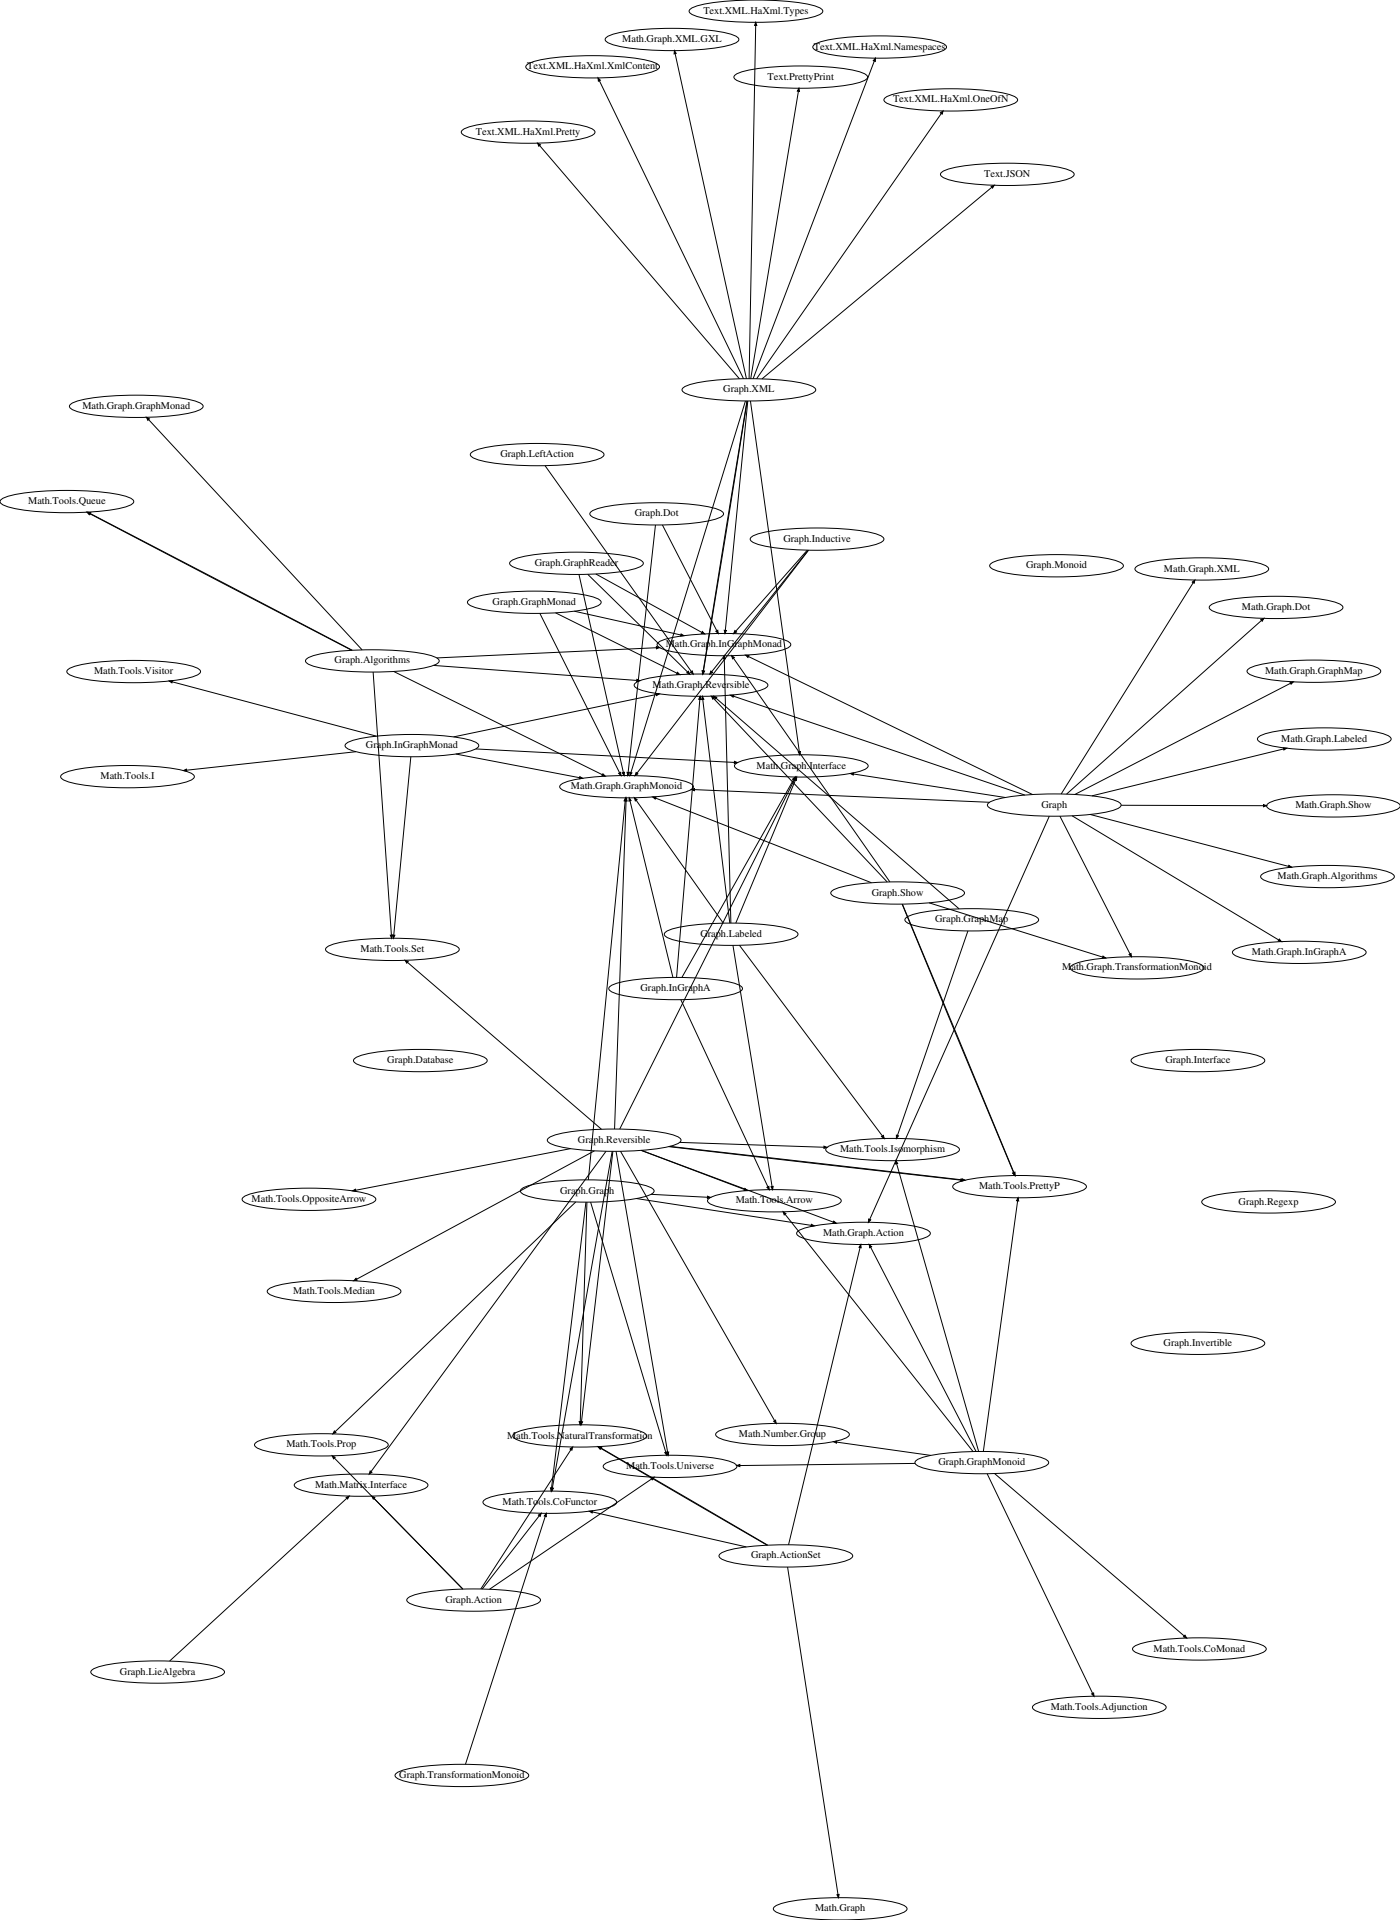 Text.XML.HaXml.Types
Math.Graph.XML.GXL
Text.XML.HaXml.Namespaces
Text.XML.HaXml.XmlContent
Text.PrettyPrint
Text.XML.HaXml.OneOfN
Text.XML.HaXml.Pretty
Text.JSON
Graph.XML
Math.Graph.GraphMonad
Graph.LeftAction
Math.Tools.Queue
Graph.Dot
Graph.Inductive
Graph.GraphReader
Graph.Monoid
Math.Graph.XML
Graph.GraphMonad
Math.Graph.Dot
Math.Graph.InGraphMonad
Graph.Algorithms
Math.Tools.Visitor
Math.Graph.GraphMap
Math.Graph.Reversible
Math.Graph.Labeled
Graph.InGraphMonad
Math.Graph.Interface
Math.Tools.I
Math.Graph.GraphMonoid
Graph
Math.Graph.Show
Math.Graph.Algorithms
Graph.Show
Graph.GraphMap
Graph.Labeled
Math.Tools.Set
Math.Graph.InGraphA
Math.Graph.TransformationMonoid
Graph.InGraphA
Graph.Database
Graph.Interface
Graph.Reversible
Math.Tools.Isomorphism
Math.Tools.PrettyP
Graph.Graph
Math.Tools.OppositeArrow
Math.Tools.Arrow
Graph.Regexp
Math.Graph.Action
Math.Tools.Median
Graph.Invertible
Math.Number.Group
Math.Tools.NaturalTransformation
Math.Tools.Prop
Graph.GraphMonoid
Math.Tools.Universe
Math.Matrix.Interface
Math.Tools.CoFunctor
Graph.ActionSet
Graph.Action
Math.Tools.CoMonad
Graph.LieAlgebra
Math.Tools.Adjunction
Graph.TransformationMonoid
Math.Graph